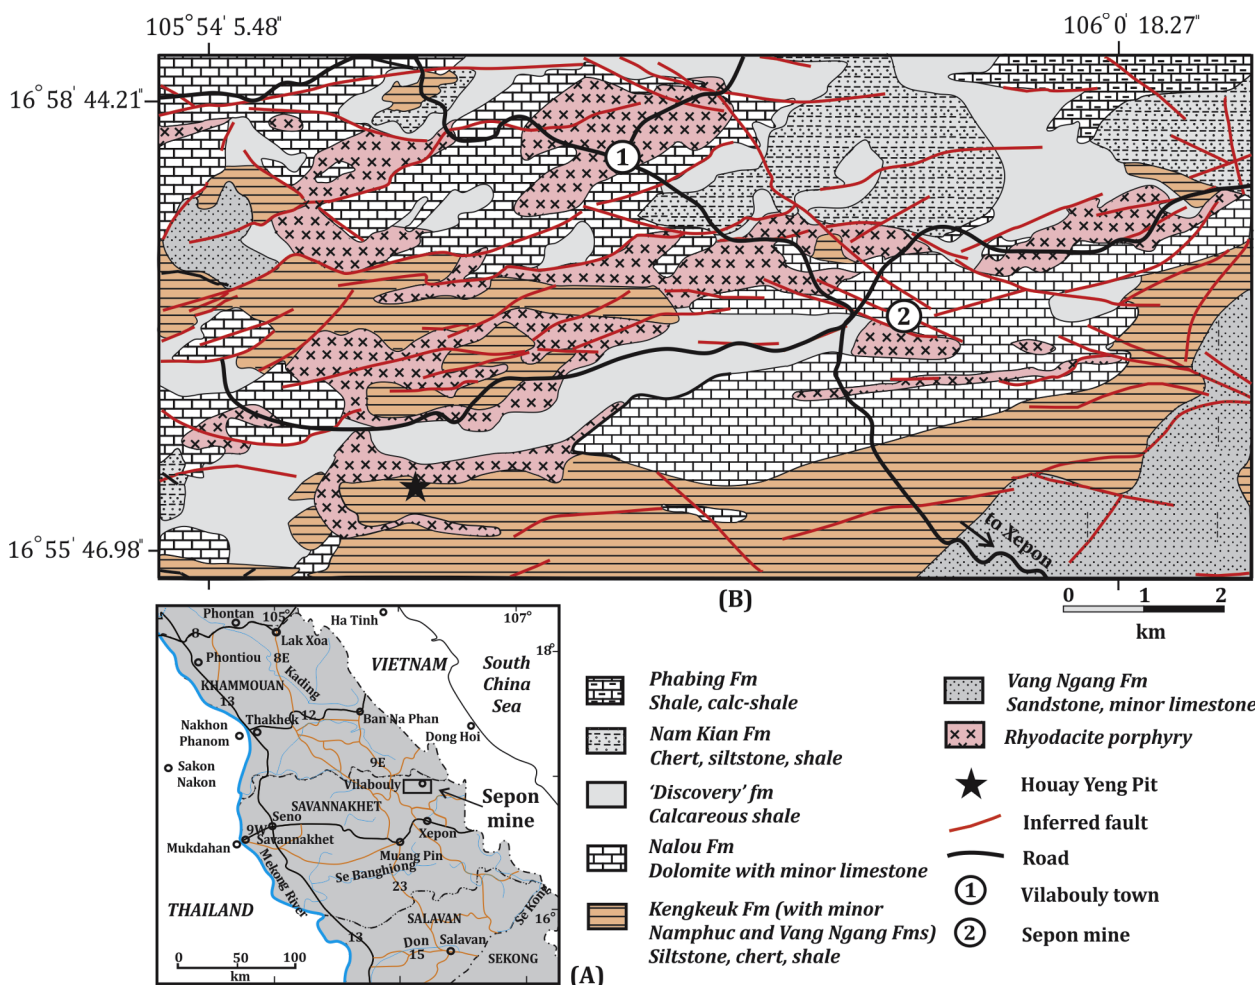 105° 54' 5.48"
106° 0' 18.27"
16° 58' 44.21"
1
2
16° 55' 46.98"
to Xepon
(B)
0 1 2
km
Phontan
105°
Ha Tinh
107°
8
Lak Xoa
VIETNAM
South
China
Sea
18°
Phontiou
8E
Kading
KHAMMOUAN
13
Thakhek
12
Ban Na Phan
Nakhon
Phanom
Dong Hoi
Sakon
Nakon
9E
Vilabouly
SAVANNAKHET
Sepon
mine
Seno
9W
Savannakhet
Xepon
Mukdahan
Muang Pin
Mekong River
Se Banghiong
23
THAILAND
SALAVAN
Se Kong
16°
13
Don
15
Salavan
SEKONG
0 50 100
km
(A)
Phabing Fm
Shale, calc-shale
Nam Kian Fm
Chert, siltstone, shale
'Discovery' fm
Calcareous shale
Nalou Fm
Dolomite with minor limestone
Kengkeuk Fm (with minor
Namphuc and Vang Ngang Fms)
Siltstone, chert, shale
Vang Ngang Fm
Sandstone, minor limestone
Rhyodacite porphyry
Houay Yeng Pit
Inferred fault
Road
1 Vilabouly town
2 Sepon mine